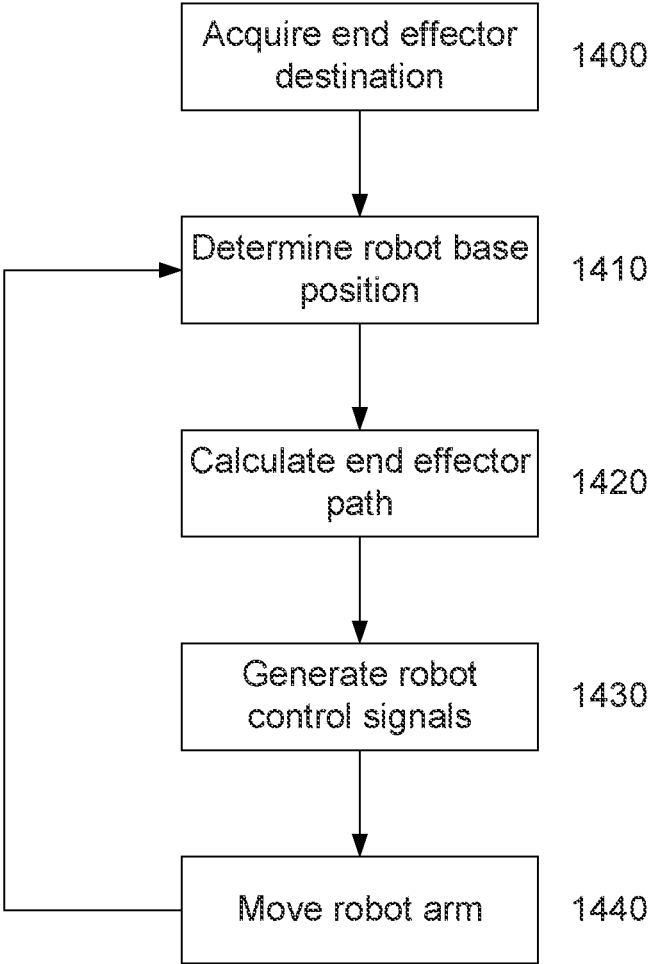 Acquire end effector
destination
1400
Determine robot base
position
1410
Calculate end effector
path
1420
Generate robot
control signals
1430
Move robot arm
1440